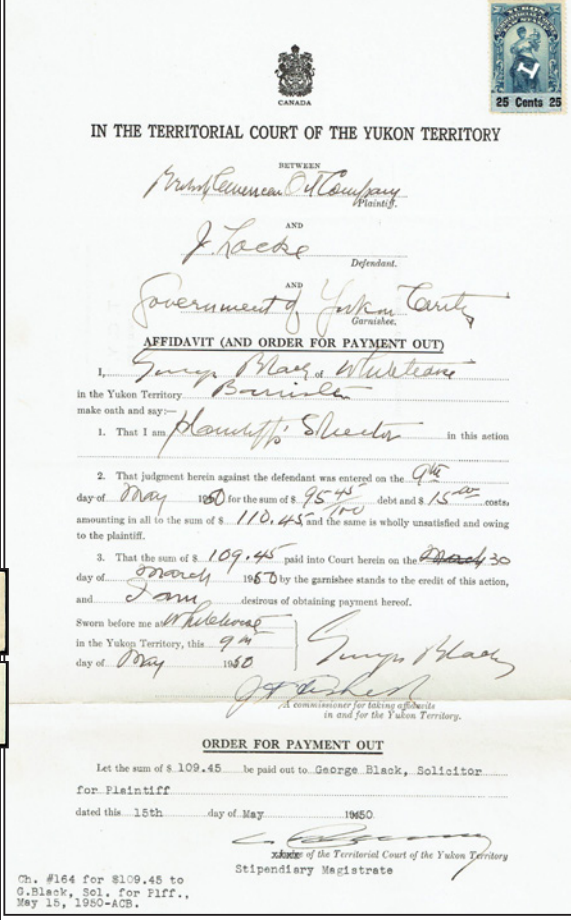 YUKON
LAW STAMP
L
25 Cents 25
CANADA
IN THE TERRITORIAL COURT OF THE YUKON TERRITORY
BETWEEN
British American Oil Company
Plaintiff.
AND
J. Locke
Defendant.
AND
Government of Yukon Territy
Garnishee.
AFFIDAVIT (AND ORDER FOR PAYMENT OUT)
I, George Black of Whitehorse
in the Yukon Territory Barrister
make oath and say:—
1. That I am plaintiffs Solicitor in this action
2. That judgment herein against the defendant was entered on the 9th
day of May 1950 for the sum of $ 95 45/100 debt and $ 15.00 costs,
amounting in all to the sum of $ 110.45 and the same is wholly unsatisfied and owing
to the plaintiff.
3. That the sum of $ 109.45 paid into Court herein on the March 30
day of March 1950 by the garnishee stands to the credit of this action,
and I am desirous of obtaining payment hereof.
Sworn before me at Whitehorse
in the Yukon Territory, this 9th
day of May 1950
George Black
A commissioner for taking affidavits
in and for the Yukon Territory.
ORDER FOR PAYMENT OUT
Let the sum of $ 109.45 be paid out to George Black, Solicitor
for Plaintiff
dated this 15th day of May 1950.
of the Territorial Court of the Yukon Territory
Stipendiary Magistrate
Ch. #164 for $109.45 to
G.Black, Sol. for Plff.,
May 15, 1950-ACB.